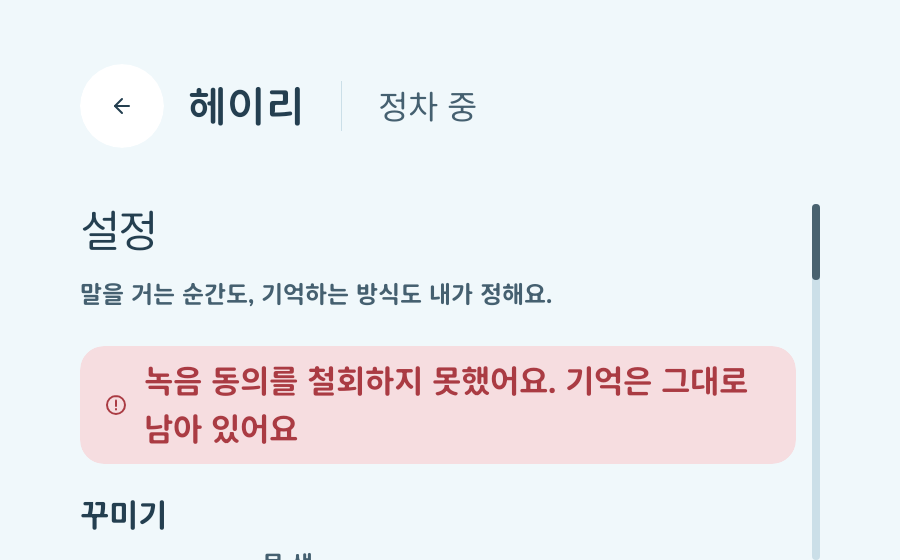 헤이리
정차 중
설정
말을 거는 순간도, 기억하는 방식도 내가 정해요.
녹음 동의를 철회하지 못했어요. 기억은 그대로
남아 있어요
꾸미기